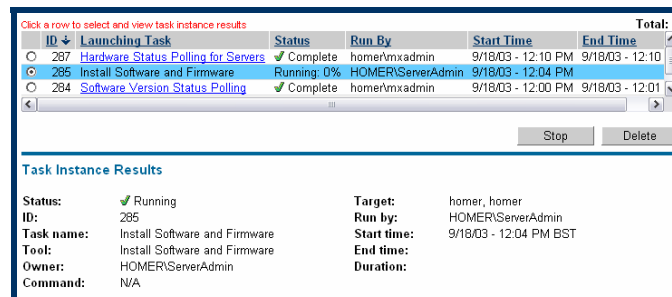 Click a row to select and view task instance results Total:
ID Launching Task Status Run By Start Time End Time
287 Hardware Status Polling for Servers Complete homer\mxadmin 9/18/03 - 12:10 PM 9/18/03 - 12:10
285 Install Software and Firmware Running: 0% HOMER\ServerAdmin 9/18/03 - 12:04 PM
284 Software Version Status Polling Complete homer\mxadmin 9/18/03 - 12:00 PM 9/18/03 - 12:01
Stop Delete
Task Instance Results
Status: Running Target: homer, homer
ID: 285 Run by: HOMER\ServerAdmin
Task name: Install Software and Firmware Start time: 9/18/03 - 12:04 PM BST
Tool: Install Software and Firmware End time:
Owner: HOMER\ServerAdmin Duration:
Command: N/A